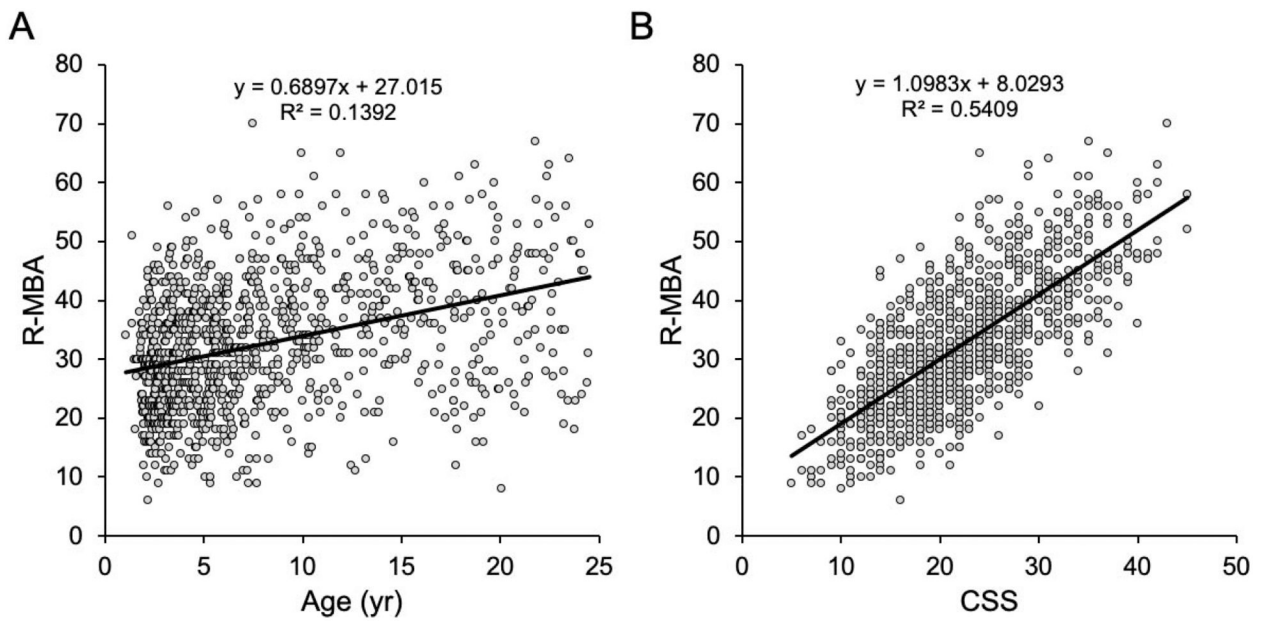 A
y = 0.6897x + 27.015
R² = 0.1392
80
70
60
50
40
30
20
10
0
R-MBA
0 5 10 15 20 25
Age (yr)
B
y = 1.0983x + 8.0293
R² = 0.5409
80
70
60
50
40
30
20
10
0
R-MBA
0 10 20 30 40 50
CSS